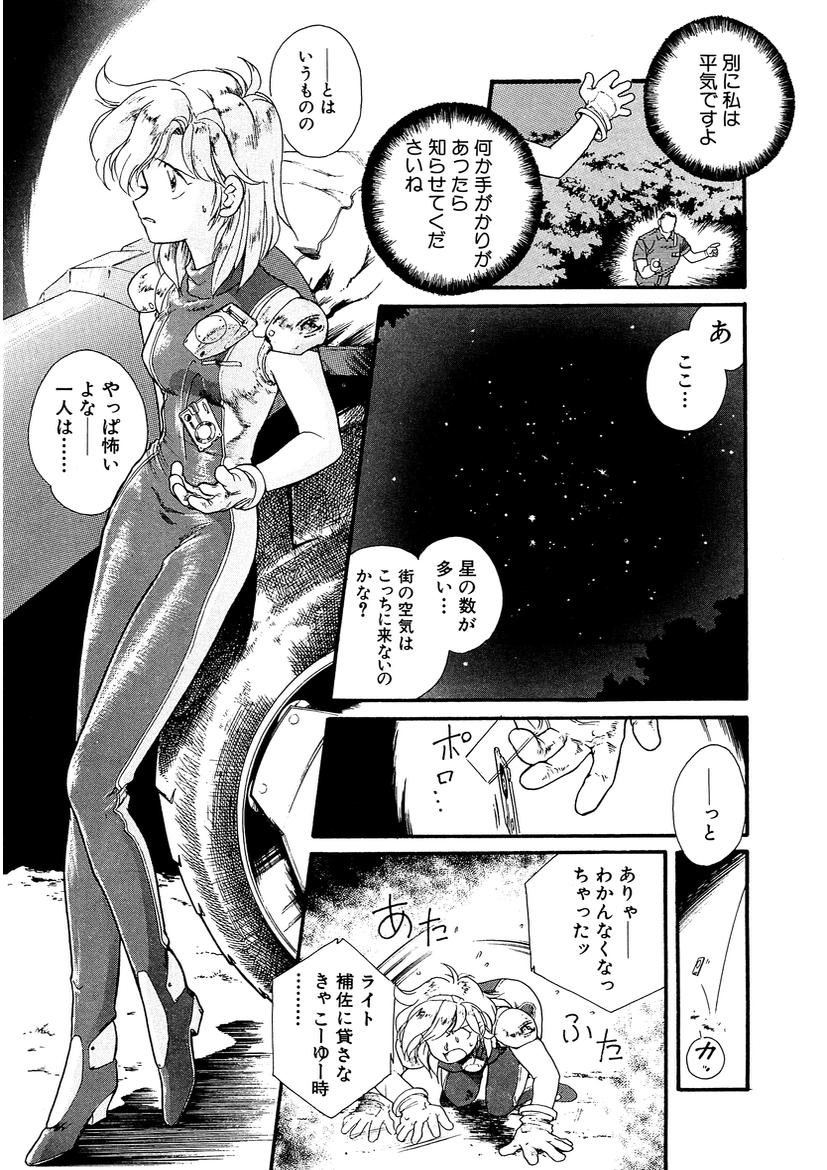 別に私は
平気ですよ
何か手がかりが
あつたら
知らせてくだ
さいね
――とは
いうものの
やっぱ怖い
よな――
一人は……
あ
ここ…
星の数が
多い…
街の空気は
こっちに来ないの
かな?
――っと
ポロ…
カッ
ありゃ――
わかんなくなっ
ちゃったッ
あた
ふた
ライト
補佐に貸さな
きゃこーゆー時
…………